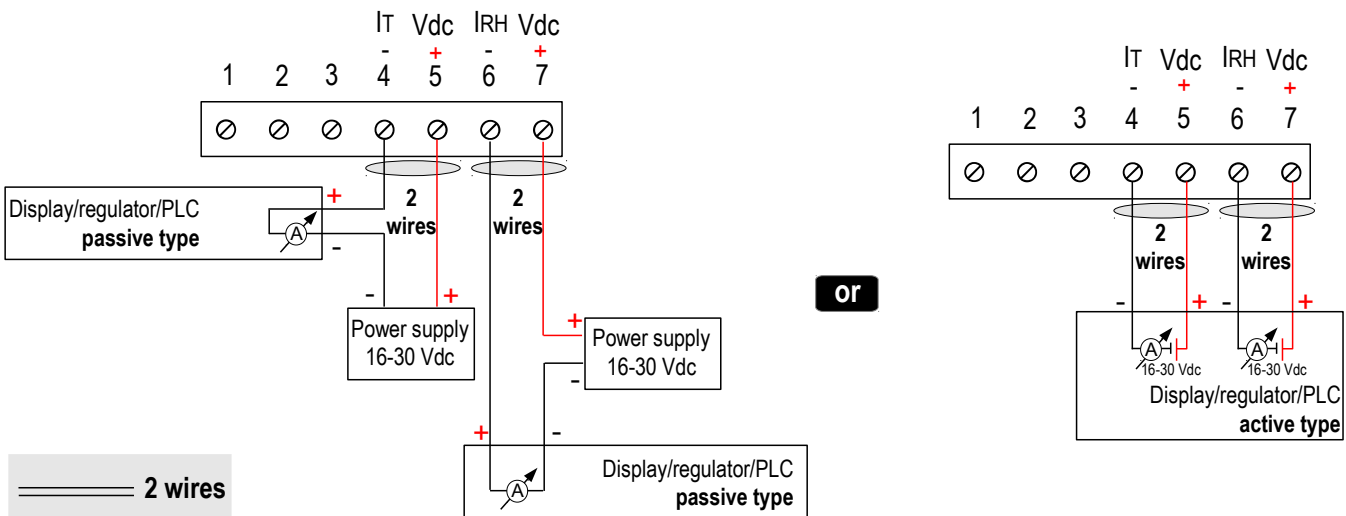 IT Vdc IRH Vdc
- + - +
1 2 3 4 5 6 7
2 wires
2 wires
Display/regulator/PLC
passive type
+
-
- +
Power supply
16-30 Vdc
+
-
Power supply
16-30 Vdc
+ -
A
A
Display/regulator/PLC
passive type
2 wires
or
IT Vdc IRH Vdc
- + - +
1 2 3 4 5 6 7
2 wires
2 wires
- + - +
A A
16-30 Vdc 16-30 Vdc
Display/regulator/PLC
active type